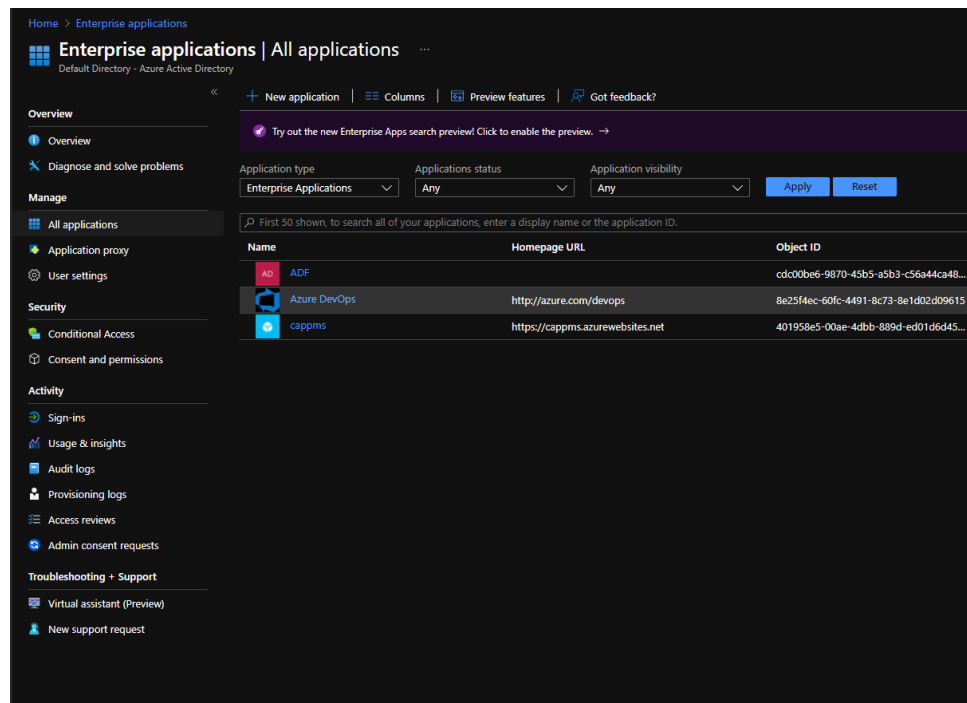 Home > Enterprise applications
Enterprise applications | All applications ...
Default Directory - Azure Active Directory
«
New application
Columns
Preview features
Got feedback?
Overview
Overview
Diagnose and solve problems
Manage
All applications
Application proxy
User settings
Security
Conditional Access
Consent and permissions
Activity
Sign-ins
Usage & insights
Audit logs
Provisioning logs
Access reviews
Admin consent requests
Troubleshooting + Support
Virtual assistant (Preview)
New support request
Try out the new Enterprise Apps search preview! Click to enable the preview. →
Application type Applications status Application visibility
Enterprise Applications Any Any Apply Reset
First 50 shown, to search all of your applications, enter a display name or the application ID.
Name Homepage URL Object ID
AD ADF cdc00be6-9870-45b5-a5b3-c56a44ca48...
Azure DevOps http://azure.com/devops 8e25f4ec-60fc-4491-8c73-8e1d02d09615
cappms https://cappms.azurewebsites.net 401958e5-00ae-4dbb-889d-ed01d6d45...